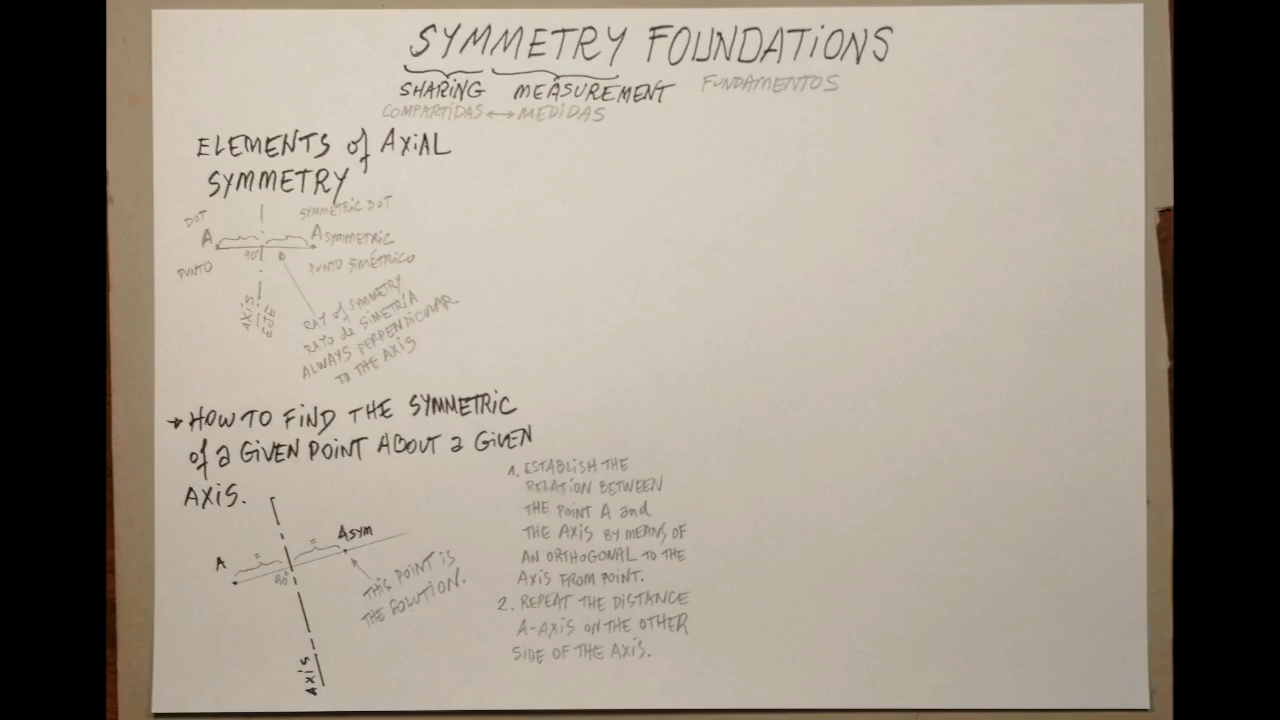 SYMMETRY FOUNDATIONS
SHARING MEASUREMENT FUNDAMENTOS
COMPARTIDAS ↔ MEDIDAS
ELEMENTS of AXIAL
SYMMETRY
DOT
SYMMETRIC DOT
A
A SYMMETRIC
90°
PUNTO
PUNTO SIMÉTRICO
AXIS
EJE
RAY of SYMMETRY
RAYO de SIMETRÍA
ALWAYS PERPENDICULAR
TO THE AXIS
→ HOW TO FIND THE SYMMETRIC
of a GIVEN POINT ABOUT a GIVEN
AXIS.
A
=
=
A SYM
90°
THIS POINT IS
THE SOLUTION.
AXIS
1. ESTABLISH THE
RELATION BETWEEN
THE POINT A and
THE AXIS BY MEANS OF
AN ORTHOGONAL TO THE
AXIS FROM POINT.
2. REPEAT THE DISTANCE
A-AXIS ON THE OTHER
SIDE OF THE AXIS.